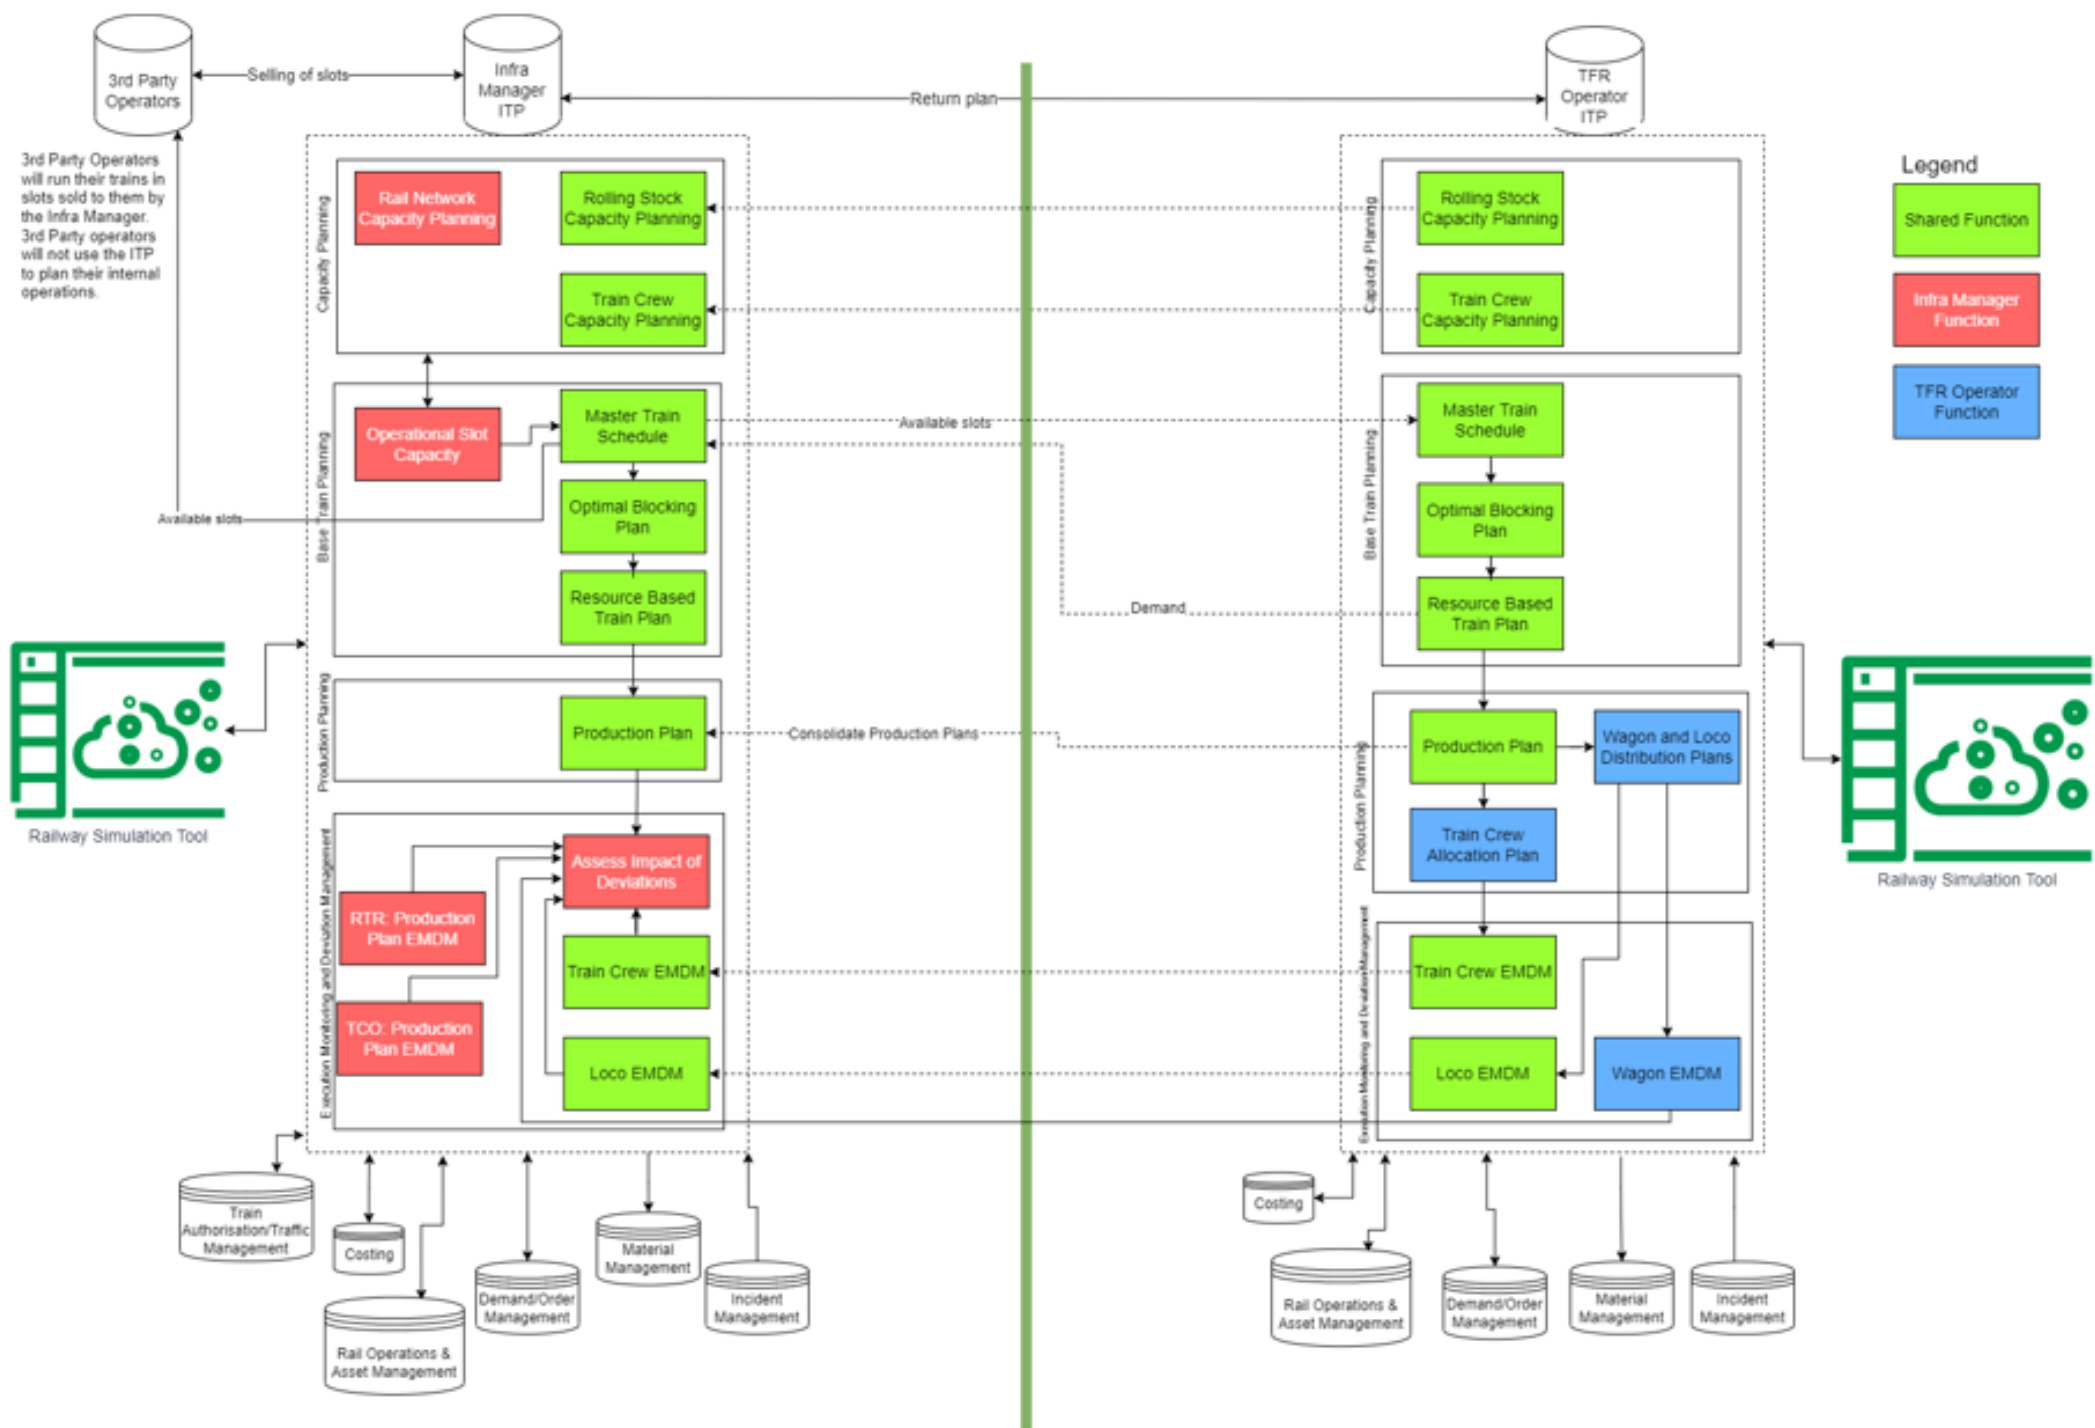 3rd Party
Operators
Selling of slots
Infra
Manager
ITP
Return plan
TFR
Operator
ITP
3rd Party Operators
will run their trains in
slots sold to them by
the Infra Manager.
3rd Party operators
will not use the ITP
to plan their internal
operations.
Capacity Planning
Rail Network
Capacity Planning
Rolling Stock
Capacity Planning
Train Crew
Capacity Planning
Capacity Planning
Rolling Stock
Capacity Planning
Train Crew
Capacity Planning
Legend
Shared Function
Infra Manager
Function
TFR Operator
Function
Base Train Planning
Operational Slot
Capacity
Master Train
Schedule
Optimal Blocking
Plan
Resource Based
Train Plan
Available slots
Available slots
Demand
Base Train Planning
Master Train
Schedule
Optimal Blocking
Plan
Resource Based
Train Plan
Railway Simulation Tool
Production Planning
Production Plan
Consolidate Production Plans
Production Planning
Production Plan
Wagon and Loco
Distribution Plans
Train Crew
Allocation Plan
Railway Simulation Tool
Execution Monitoring and Deviation Management
Assess Impact of
Deviations
RTR: Production
Plan EMDM
TCO: Production
Plan EMDM
Train Crew EMDM
Loco EMDM
Execution Monitoring and Deviation Management
Train Crew EMDM
Loco EMDM
Wagon EMDM
Train
Authorisation/Traffic
Management
Costing
Rail Operations &
Asset Management
Demand/Order
Management
Material
Management
Incident
Management
Costing
Rail Operations &
Asset Management
Demand/Order
Management
Material
Management
Incident
Management